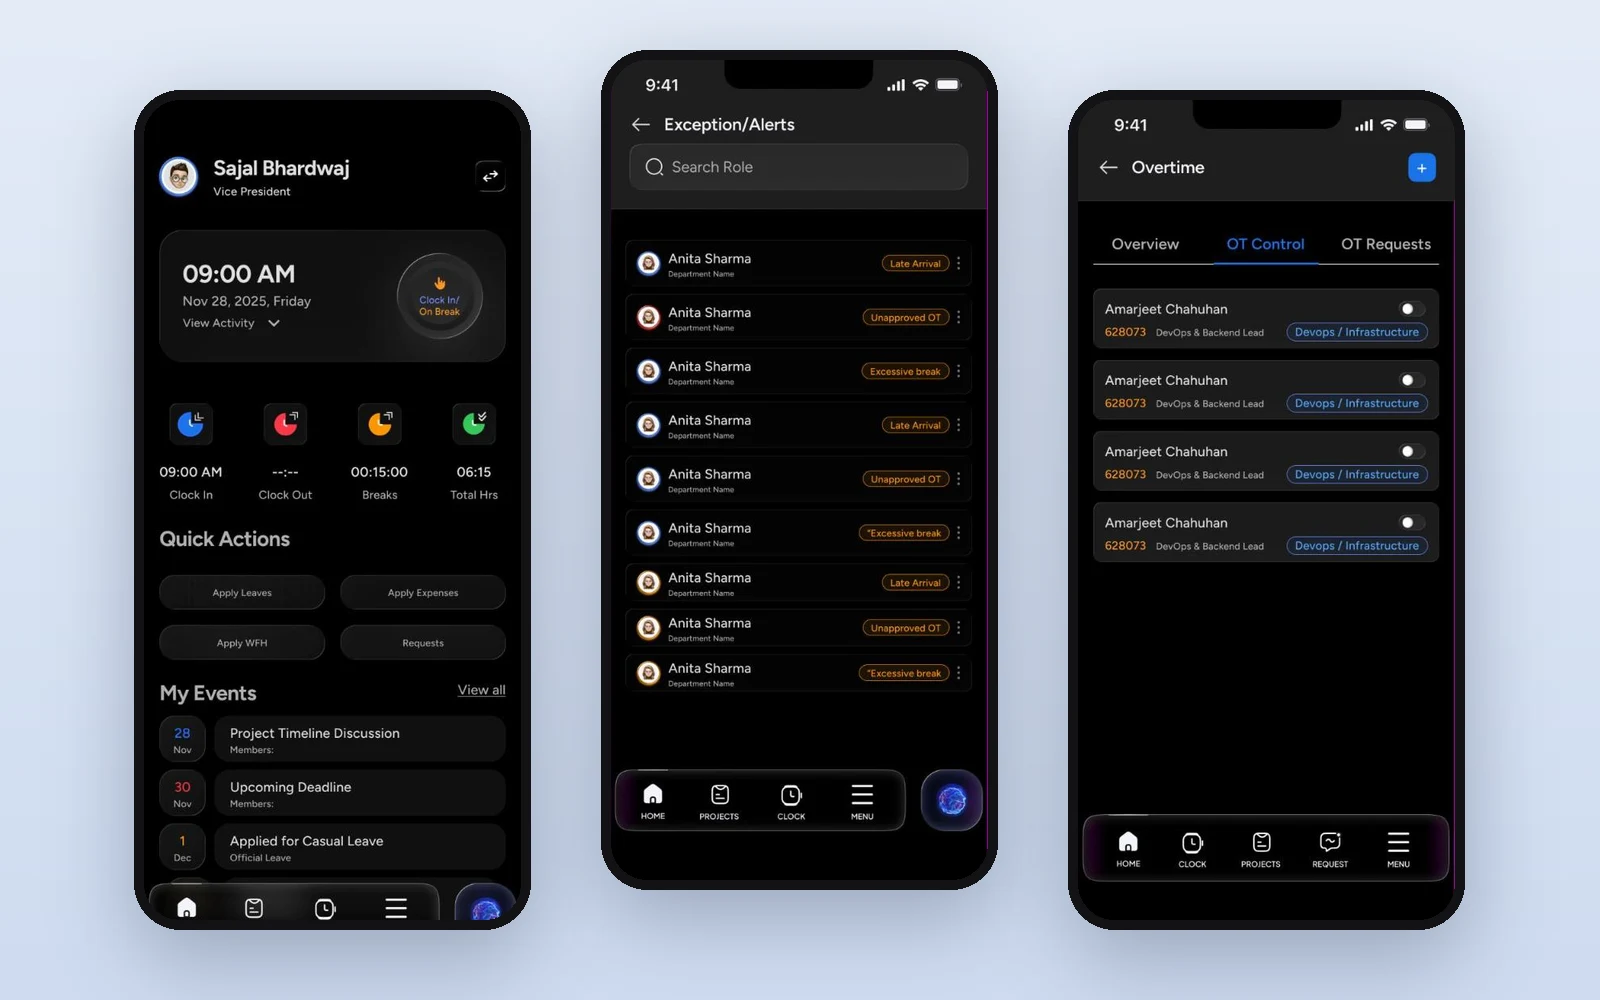 Sajal Bhardwaj
Vice President
09:00 AM
Nov 28, 2025, Friday
View Activity
Clock In/
On Break
09:00 AM
Clock In
--:--
Clock Out
00:15:00
Breaks
06:15
Total Hrs
Quick Actions
Apply Leaves
Apply Expenses
Apply WFH
Requests
My Events
View all
28
Nov
Project Timeline Discussion
Members:
30
Nov
Upcoming Deadline
Members:
1
Dec
Applied for Casual Leave
Official Leave
9:41
Exception/Alerts
Search Role
Anita Sharma
Department Name
Late Arrival
Anita Sharma
Department Name
Unapproved OT
Anita Sharma
Department Name
Excessive break
Anita Sharma
Department Name
Late Arrival
Anita Sharma
Department Name
Unapproved OT
Anita Sharma
Department Name
"Excessive break
Anita Sharma
Department Name
Late Arrival
Anita Sharma
Department Name
Unapproved OT
Anita Sharma
Department Name
"Excessive break
HOME
PROJECTS
CLOCK
MENU
9:41
Overtime
+
Overview
OT Control
OT Requests
Amarjeet Chahuhan
628073 DevOps & Backend Lead Devops / Infrastructure
Amarjeet Chahuhan
628073 DevOps & Backend Lead Devops / Infrastructure
Amarjeet Chahuhan
628073 DevOps & Backend Lead Devops / Infrastructure
Amarjeet Chahuhan
628073 DevOps & Backend Lead Devops / Infrastructure
HOME
CLOCK
PROJECTS
REQUEST
MENU